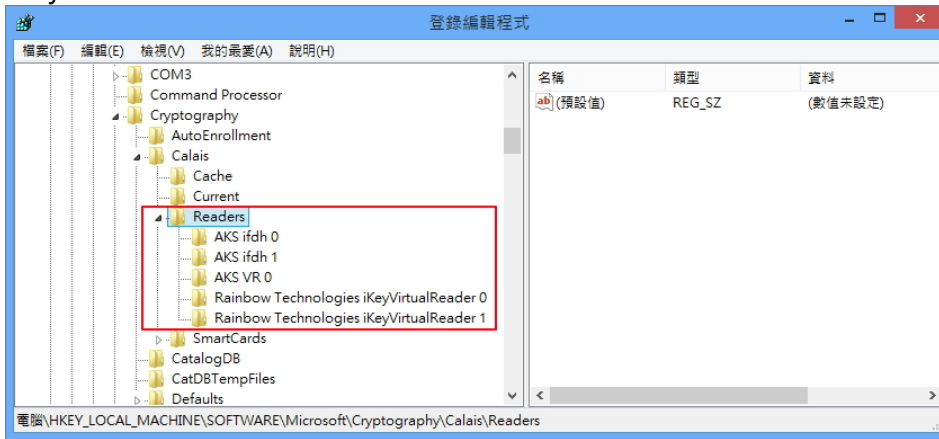 登錄編輯程式
檔案(F) 編輯(E) 檢視(V) 我的最愛(A) 說明(H)
COM3
Command Processor
Cryptography
AutoEnrollment
Calais
Cache
Current
Readers
AKS ifdh 0
AKS ifdh 1
AKS VR 0
Rainbow Technologies iKeyVirtualReader 0
Rainbow Technologies iKeyVirtualReader 1
SmartCards
CatalogDB
CatDBTempFiles
Defaults
名稱 類型 資料
ab (預設值) REG_SZ (數值未設定)
電腦\HKEY_LOCAL_MACHINE\SOFTWARE\Microsoft\Cryptography\Calais\Readers